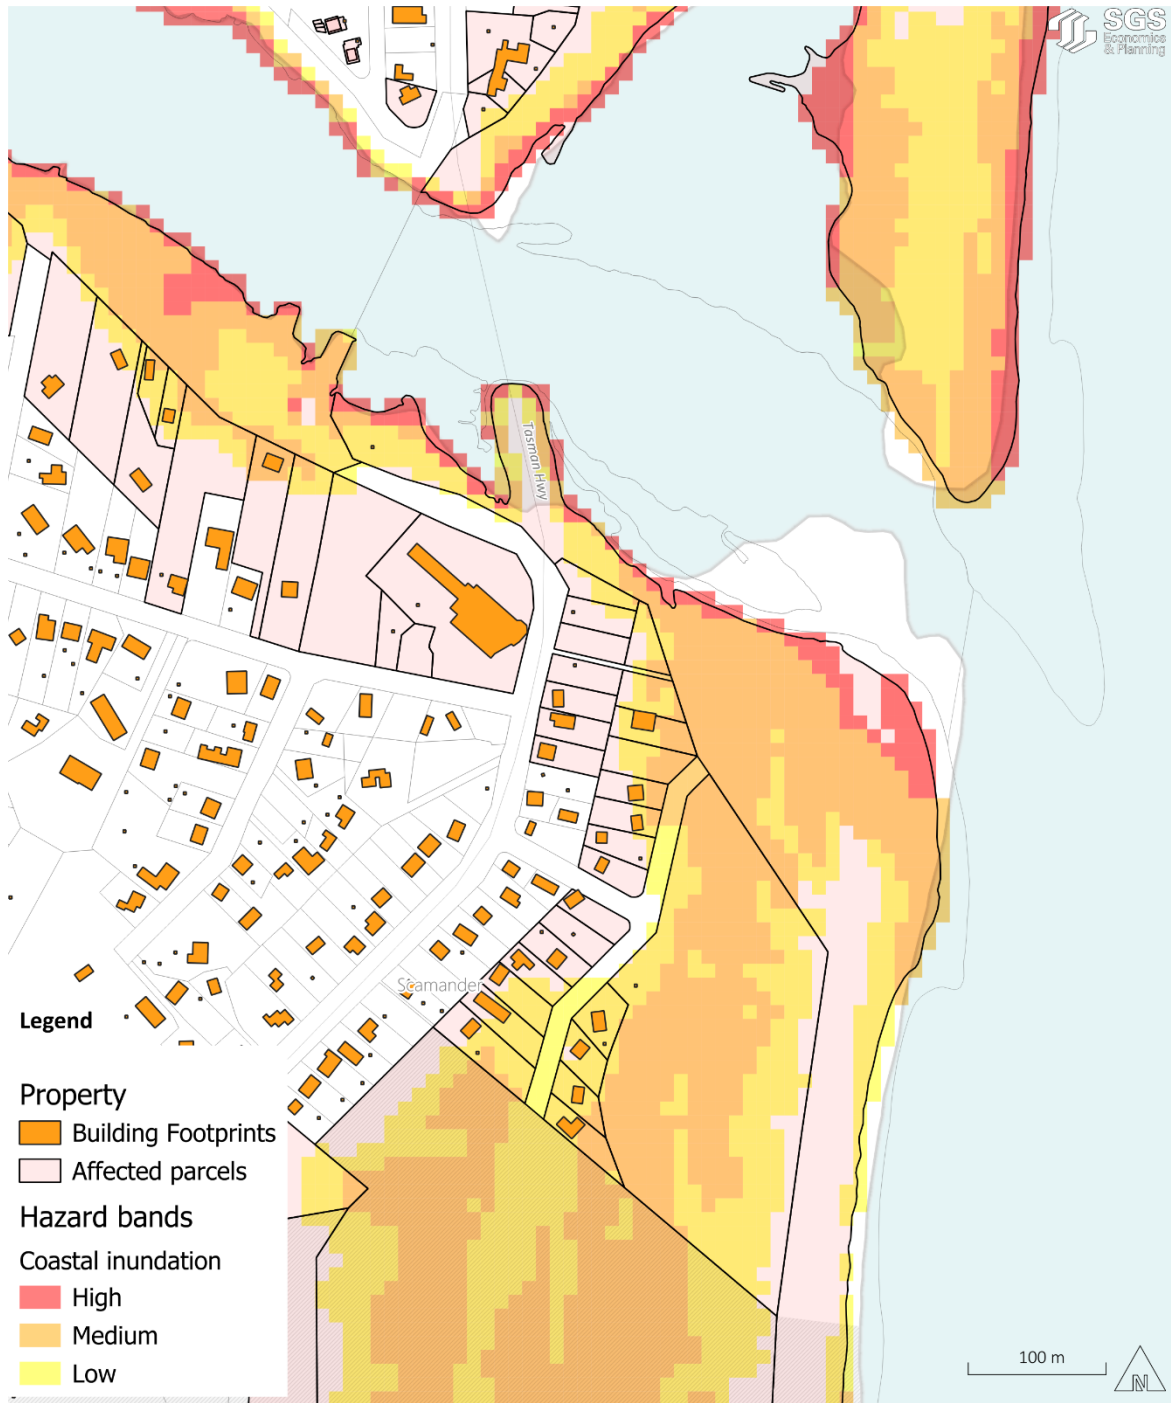 SGS
Economics
& Planning
Tasman Hwy
Scamander
Legend
Property
Building Footprints
Affected parcels
Hazard bands
Coastal inundation
High
Medium
Low
100 m
N